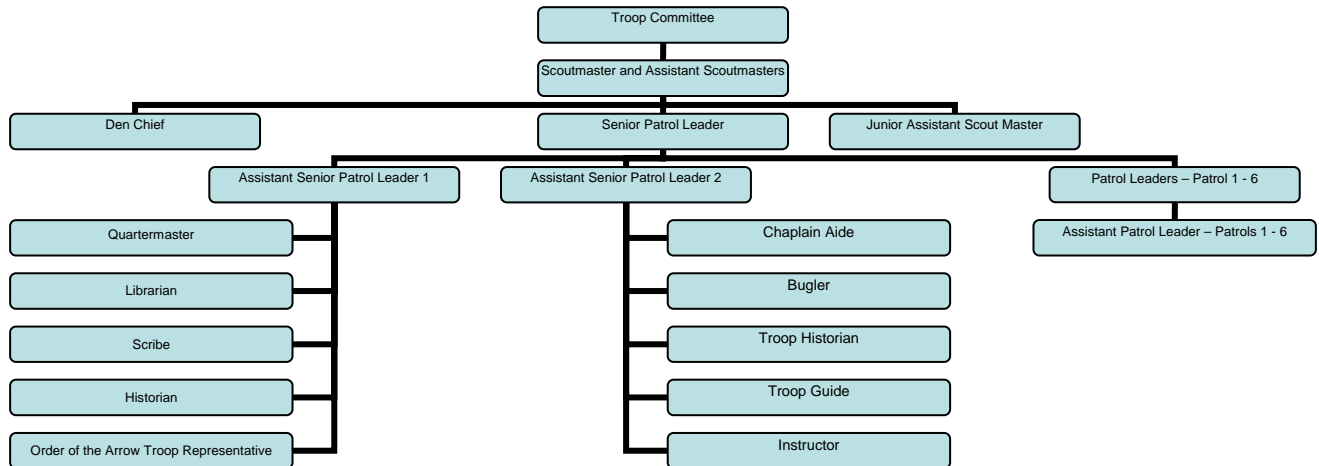 Troop Committee
Scoutmaster and Assistant Scoutmasters
Den Chief
Senior Patrol Leader
Junior Assistant Scout Master
Assistant Senior Patrol Leader 1
Assistant Senior Patrol Leader 2
Patrol Leaders – Patrol 1 - 6
Quartermaster
Chaplain Aide
Assistant Patrol Leader – Patrols 1 - 6
Librarian
Bugler
Scribe
Troop Historian
Historian
Troop Guide
Order of the Arrow Troop Representative
Instructor